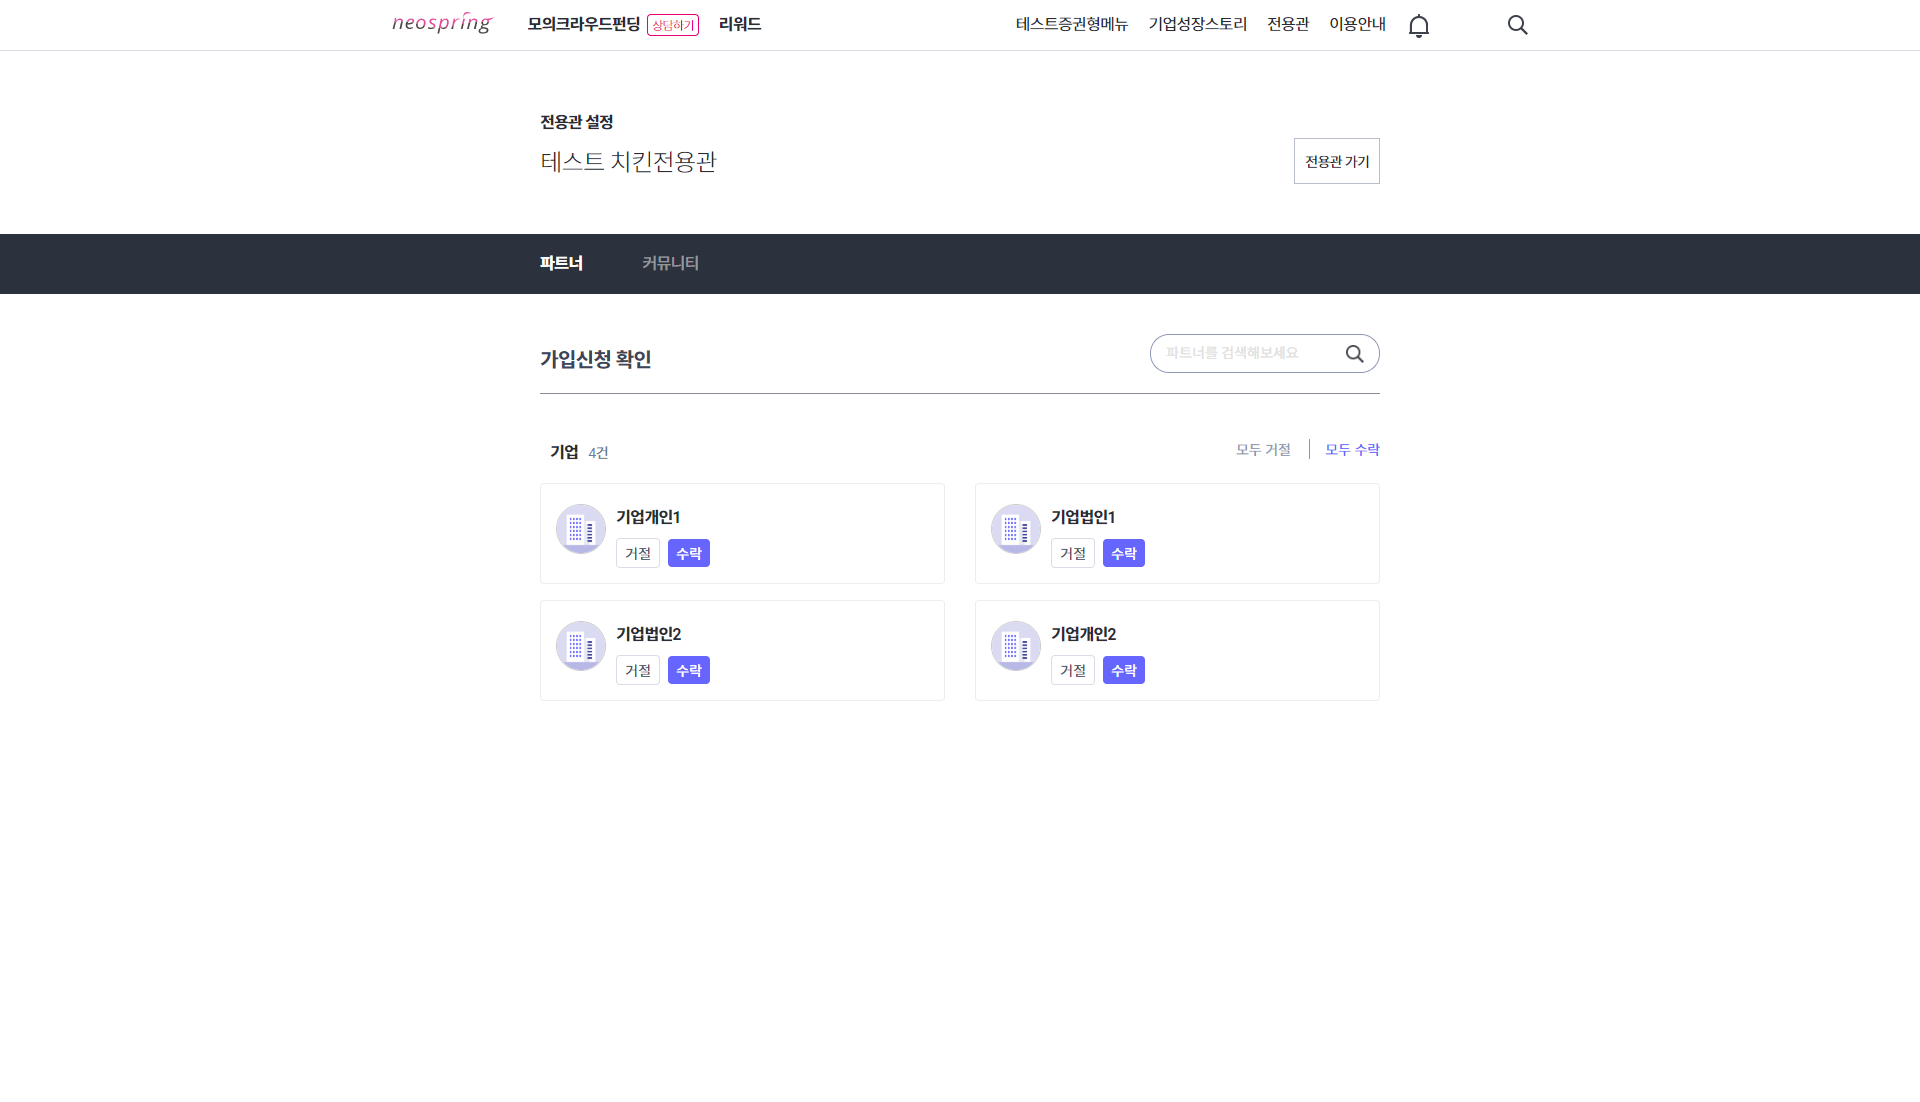 neospring 모의크라우드펀딩 상담하기 리워드 테스트증권형메뉴 기업성장스토리 전용관 이용안내
전용관 설정
테스트 치킨전용관 전용관 가기
파트너 커뮤니티
가입신청 확인 파트너를 검색해보세요
기업 4건 모두 거절 모두 수락
기업개인1 기업법인1
거절 수락 거절 수락
기업법인2 기업개인2
거절 수락 거절 수락